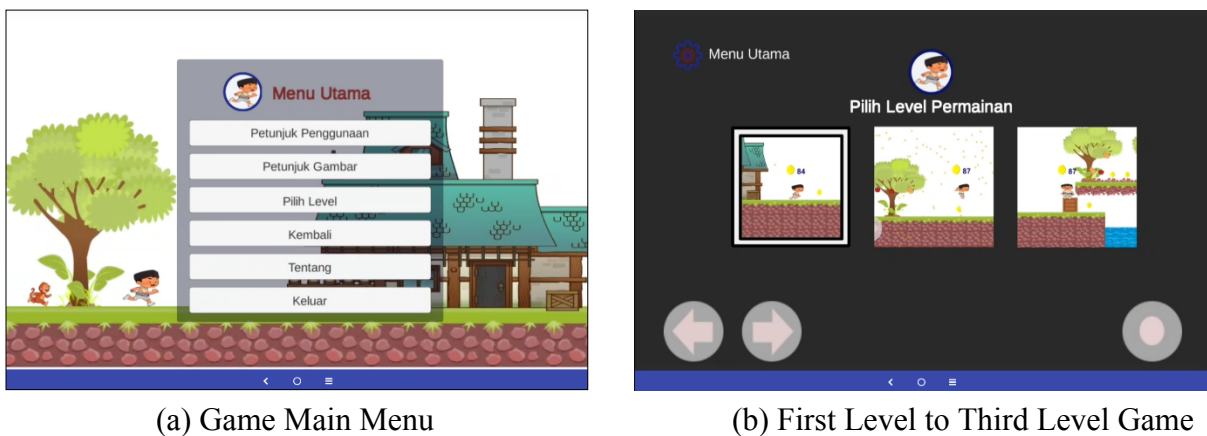 Menu Utama
Petunjuk Penggunaan
Petunjuk Gambar
Pilih Level
Kembali
Tentang
Keluar
(a) Game Main Menu
Menu Utama
Pilih Level Permainan
84
87
87
(b) First Level to Third Level Game